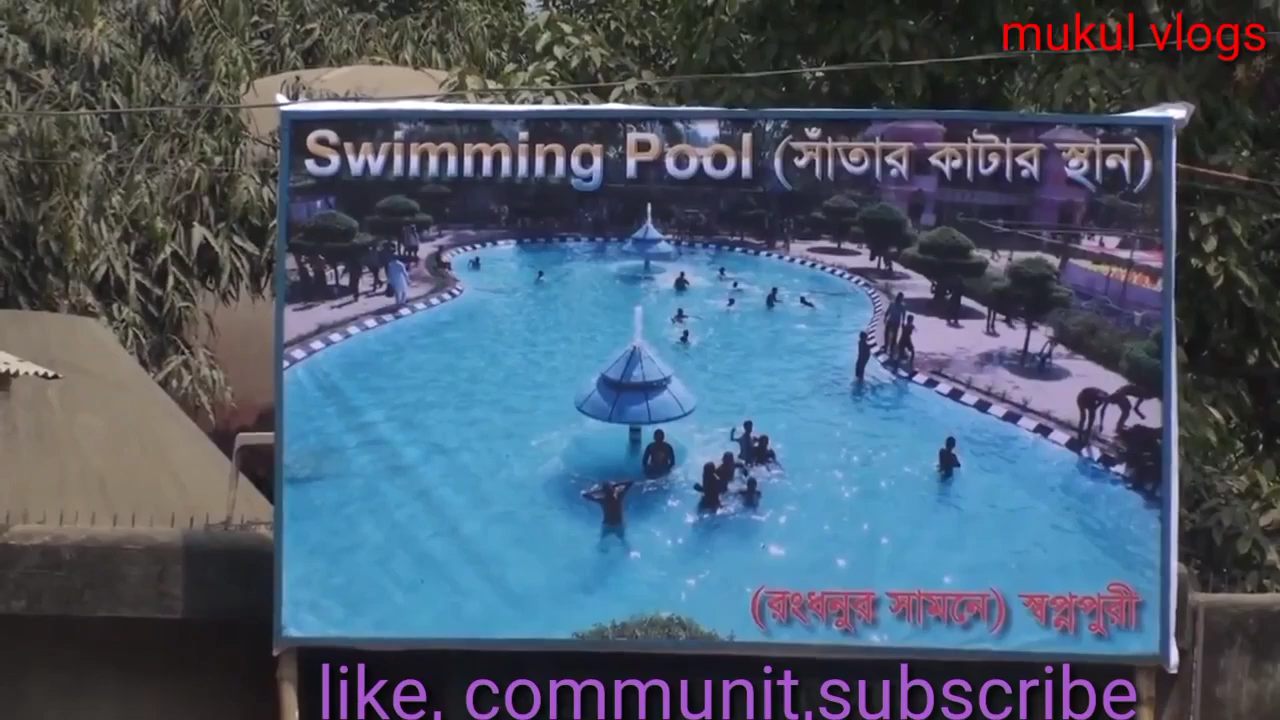 mukul vlogs
Swimming Pool (সাঁতার কাটার স্থান)
(রংধনুর সামনে) স্বপ্নপুরী
like, communit,subscribe